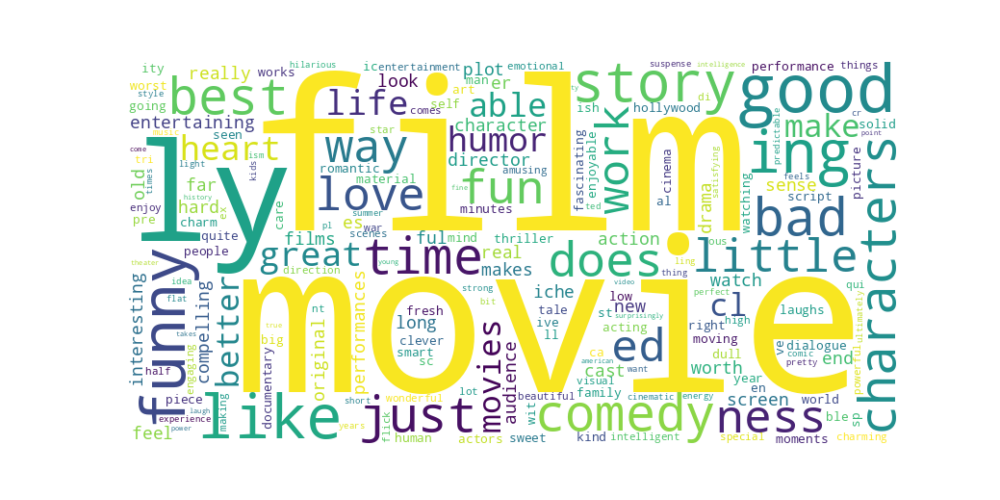 hilarious
ity
ic
entertainment
emotional
suspense
intelligence
worst
really
works
look
plot
man
er
performance
things
style
best
film
story
good
going
life
comes
self
art
able
ish
hollywood
di
cr
entertaining
seen
star
character
work
make
solid
music
heart
way
humor
point
come
ly
light
ism
kids
romantic
director
amusing
fascinating
enjoyable
cinema
al
drama
satisfying
watching
ing
predictable
feels
picture
tri
times
old
far
history
material
love
fine
fun
ted
sense
script
enjoy
hard
ex
care
summer
minutes
bad
characters
pre
charm
pl
es
war
quite
films
scenes
ful
mind
thriller
action
ous
people
great
time
real
does
ling
little
theater
direction
young
makes
thing
idea
strong
video
watch
qui
interesting
flat
compelling
better
movie
bit
iche
low
new
perfect
cl
laughs
powerful
ultimately
funny
engaging
takes
true
nt
performances
fresh
long
tale
st
surprisingly
right
high
big
original
clever
ive
ll
acting
ed
moving
ve
dialogue
half
documentary
smart
sc
movies
audience
ca
american
want
dull
comic
pretty
end
cast
worth
year
piece
making
visual
en
world
short
wonderful
lot
beautiful
family
cinematic
energy
screen
experience
laugh
like
years
just
wit
comedy
ness
ble
sp
feel
power
flick
human
actors
sweet
kind
intelligent
special
moments
charming